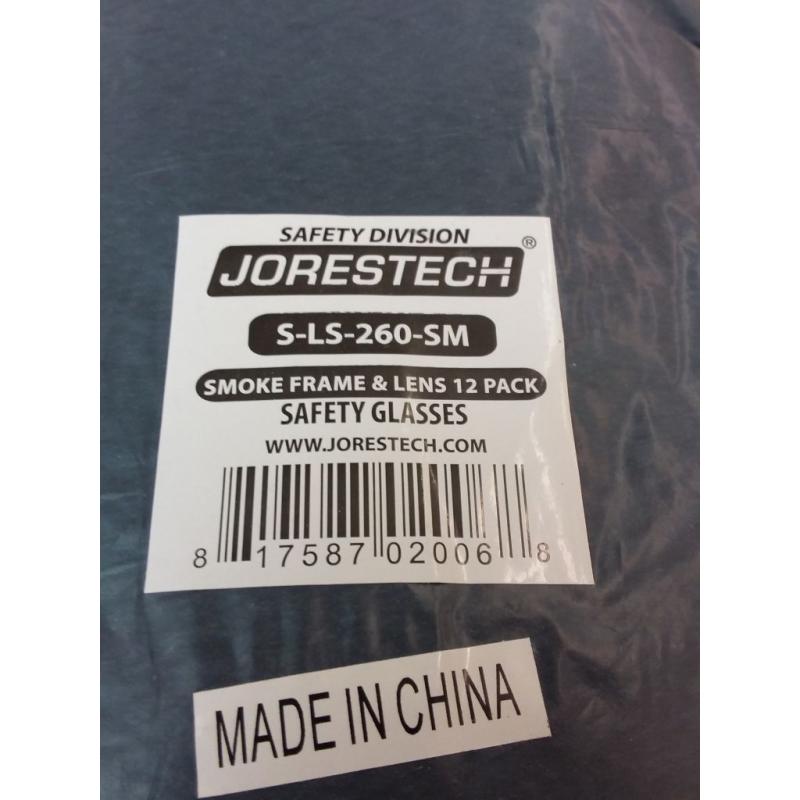 SAFETY DIVISION
JORESTECH®
S-LS-260-SM
SMOKE FRAME & LENS 12 PACK
SAFETY GLASSES
WWW.JORESTECH.COM
8 17587 02006 8
MADE IN CHINA